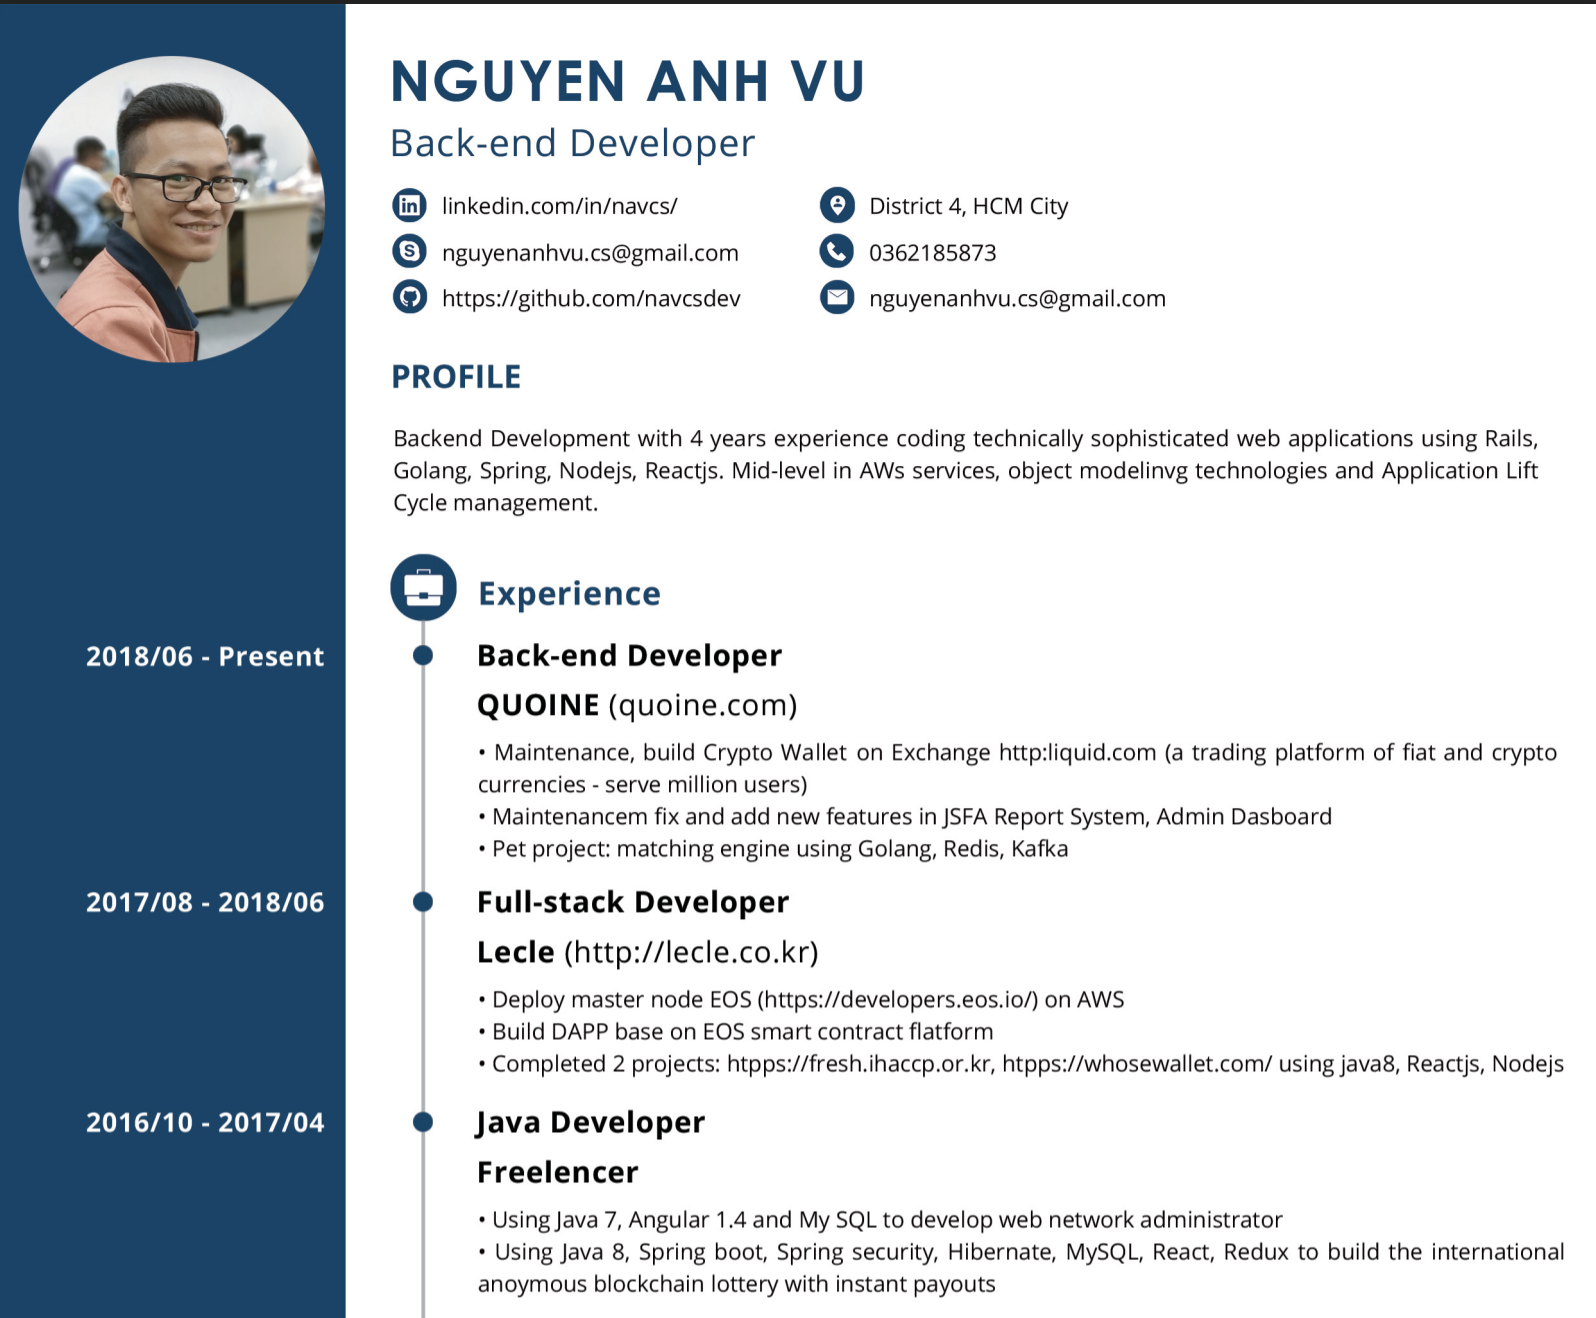 NGUYEN ANH VU
Back-end Developer
linkedin.com/in/navcs/
District 4, HCM City
nguyenanhvu.cs@gmail.com
0362185873
https://github.com/navcsdev
nguyenanhvu.cs@gmail.com
PROFILE
Backend Development with 4 years experience coding technically sophisticated web applications using Rails,
Golang, Spring, Nodejs, Reactjs. Mid-level in AWs services, object modelinvg technologies and Application Lift
Cycle management.
Experience
2018/06 - Present
Back-end Developer
QUOINE (quoine.com)
• Maintenance, build Crypto Wallet on Exchange http:liquid.com (a trading platform of fiat and crypto
currencies - serve million users)
• Maintenancem fix and add new features in JSFA Report System, Admin Dasboard
• Pet project: matching engine using Golang, Redis, Kafka
2017/08 - 2018/06
Full-stack Developer
Lecle (http://lecle.co.kr)
• Deploy master node EOS (https://developers.eos.io/) on AWS
• Build DAPP base on EOS smart contract flatform
• Completed 2 projects: htpps://fresh.ihaccp.or.kr, htpps://whosewallet.com/ using java8, Reactjs, Nodejs
2016/10 - 2017/04
Java Developer
Freelencer
• Using Java 7, Angular 1.4 and My SQL to develop web network administrator
• Using Java 8, Spring boot, Spring security, Hibernate, MySQL, React, Redux to build the international
anoymous blockchain lottery with instant payouts